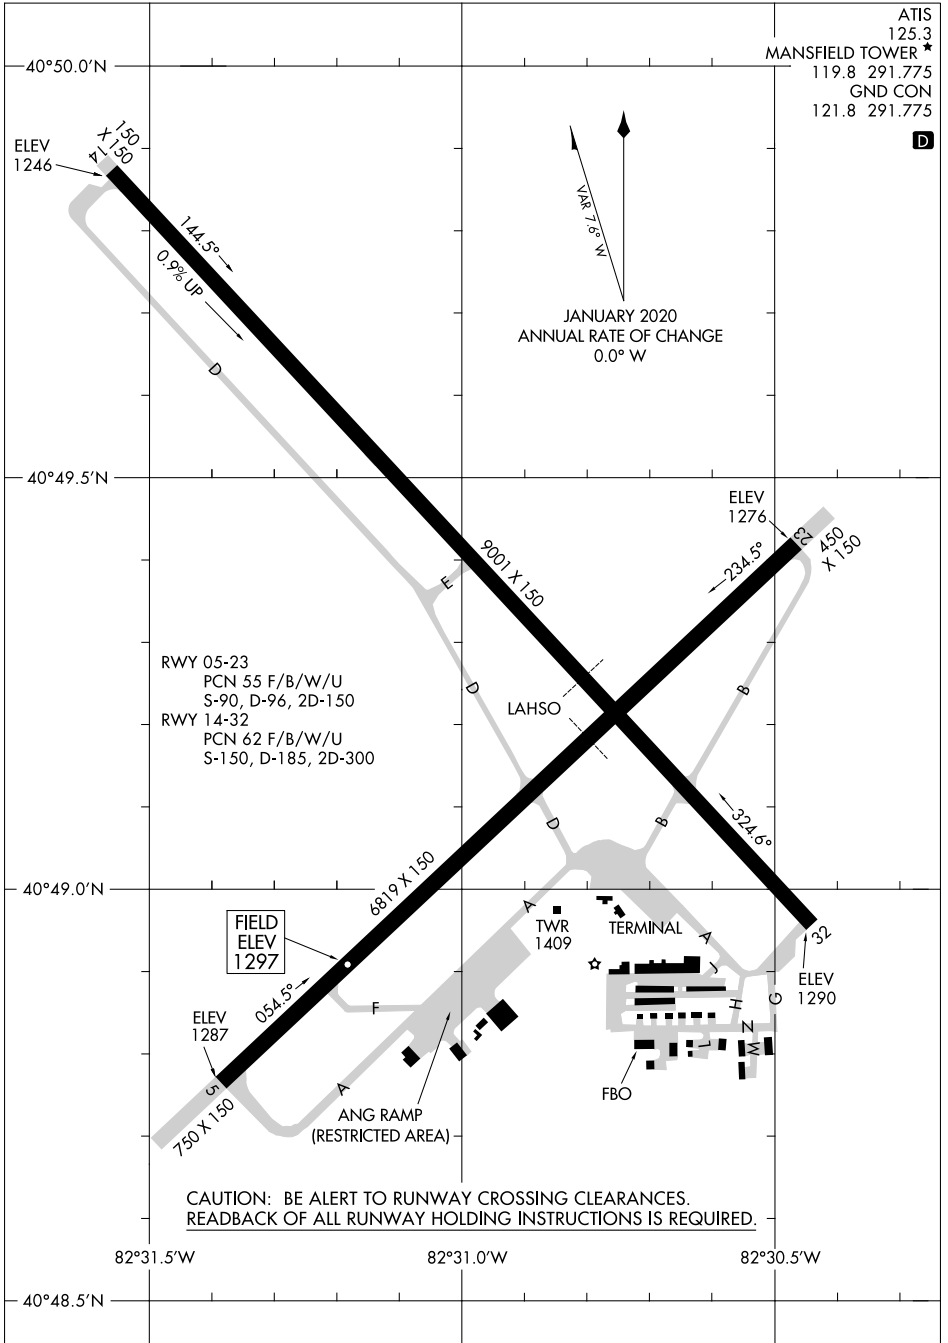 ATIS
125.3
MANSFIELD TOWER ★
119.8 291.775
GND CON
121.8 291.775
D
40°50.0'N
ELEV
1246
150
X 150
14
144.5°
0.9% UP
VAR 7.6° W
JANUARY 2020
ANNUAL RATE OF CHANGE
0.0° W
D
40°49.5'N
ELEV
1276
23
450
X 150
234.5°
9001 X 150
E
RWY 05-23
PCN 55 F/B/W/U
S-90, D-96, 2D-150
RWY 14-32
PCN 62 F/B/W/U
S-150, D-185, 2D-300
D
LAHSO
B
D
B
324.6°
40°49.0'N
6819 X 150
FIELD
ELEV
1297
A
TWR
1409
TERMINAL
A
32
ELEV
1290
J
H
G
054.5°
F
ELEV
1287
5
750 X 150
A
ANG RAMP
(RESTRICTED AREA)
FBO
L
N
M
CAUTION: BE ALERT TO RUNWAY CROSSING CLEARANCES.
READBACK OF ALL RUNWAY HOLDING INSTRUCTIONS IS REQUIRED.
82°31.5'W
82°31.0'W
82°30.5'W
40°48.5'N